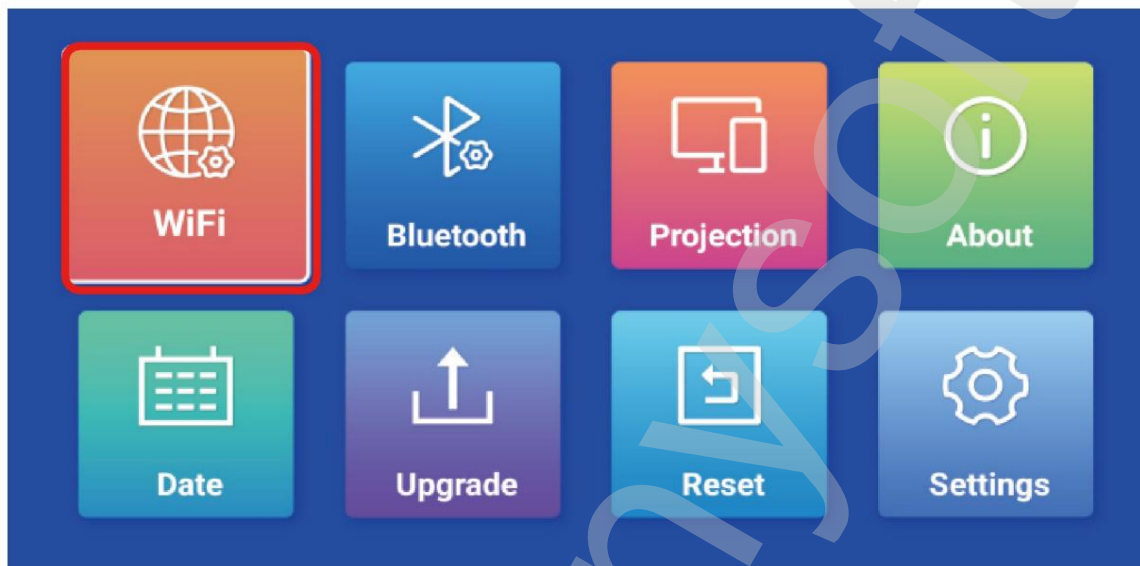 WiFi
Bluetooth
Projection
About
Date
Upgrade
Reset
Settings